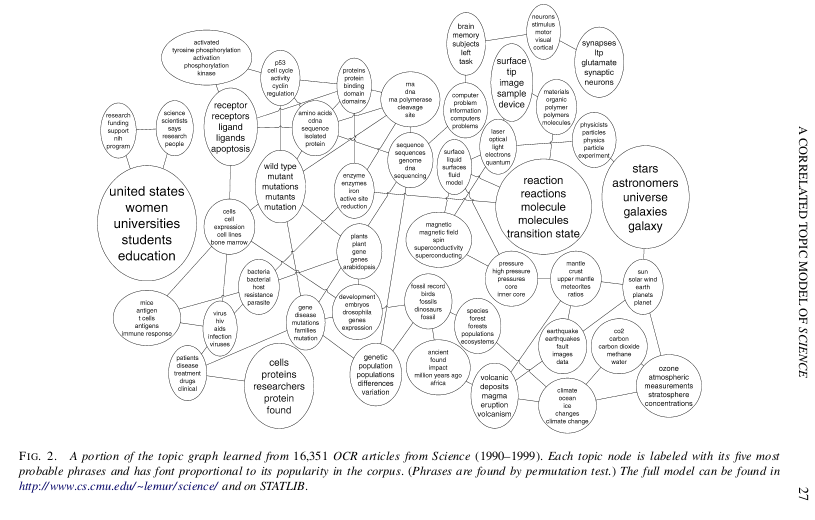 activated
tyrosine phosphorylation
activation
phosphorylation
kinase
p53
cell cycle
activity
cyclin
regulation
proteins
protein
binding
domain
domains
rna
dna
rna polymerase
cleavage
site
brain
memory
subjects
left
task
neurons
stimulus
motor
visual
cortical
synapses
ltp
glutamate
synaptic
neurons
surface
tip
image
sample
device
research
funding
support
nih
program
science
scientists
says
research
people
receptor
receptors
ligand
ligands
apoptosis
amino acids
cdna
sequence
isolated
protein
computer
problem
information
computers
problems
materials
organic
polymer
polymers
molecules
laser
optical
light
electrons
quantum
physicists
particles
physics
particle
experiment
wild type
mutant
mutations
mutants
mutation
sequence
sequences
genome
dna
sequencing
surface
liquid
surfaces
fluid
model
enzyme
enzymes
iron
active site
reduction
reaction
reactions
molecule
molecules
transition state
stars
astronomers
universe
galaxies
galaxy
united states
women
universities
students
education
cells
cell
expression
cell lines
bone marrow
plants
plant
gene
genes
arabidopsis
magnetic
magnetic field
spin
superconductivity
superconducting
bacteria
bacterial
host
resistance
parasite
pressure
high pressure
pressures
core
inner core
mantle
crust
upper mantle
meteorites
ratios
sun
solar wind
earth
planets
planet
mice
antigen
t cells
antigens
immune response
virus
hiv
aids
infection
viruses
gene
disease
mutations
families
mutation
development
embryos
drosophila
genes
expression
fossil record
birds
fossils
dinosaurs
fossil
species
forest
forests
populations
ecosystems
earthquake
earthquakes
fault
images
data
co2
carbon
carbon dioxide
methane
water
patients
disease
treatment
drugs
clinical
cells
proteins
researchers
protein
found
genetic
population
populations
differences
variation
ancient
found
impact
million years ago
africa
volcanic
deposits
magma
eruption
volcanism
climate
ocean
ice
changes
climate change
ozone
atmospheric
measurements
stratosphere
concentrations
A CORRELATED TOPIC MODEL OF SCIENCE
27
FIG. 2. A portion of the topic graph learned from 16,351 OCR articles from Science (1990–1999). Each topic node is labeled with its five most
probable phrases and has font proportional to its popularity in the corpus. (Phrases are found by permutation test.) The full model can be found in
http://www.cs.cmu.edu/~lemur/science/ and on STATLIB.